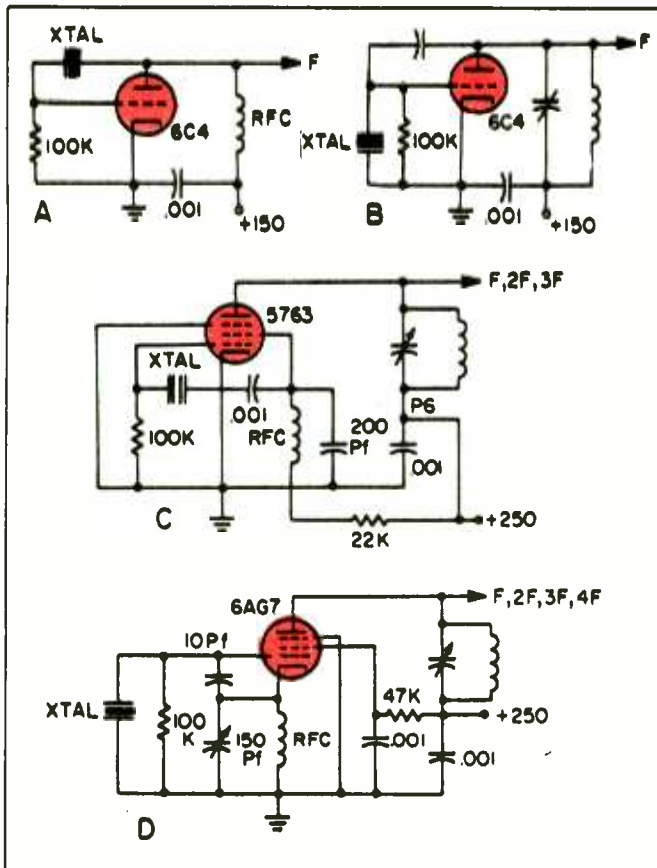 XTAL
F
6C4
RFC
100K
.001
+150
A
F
XTAL
6C4
100K
.001
+150
B
5763
F,2F,3F
XTAL
.001
P6
100K
RFC
200
Pf
.001
+250
22K
C
6AG7
F,2F,3F,4F
10Pf
47K
XTAL
100
K
+250
150
Pf
RFC
.001
.001
D